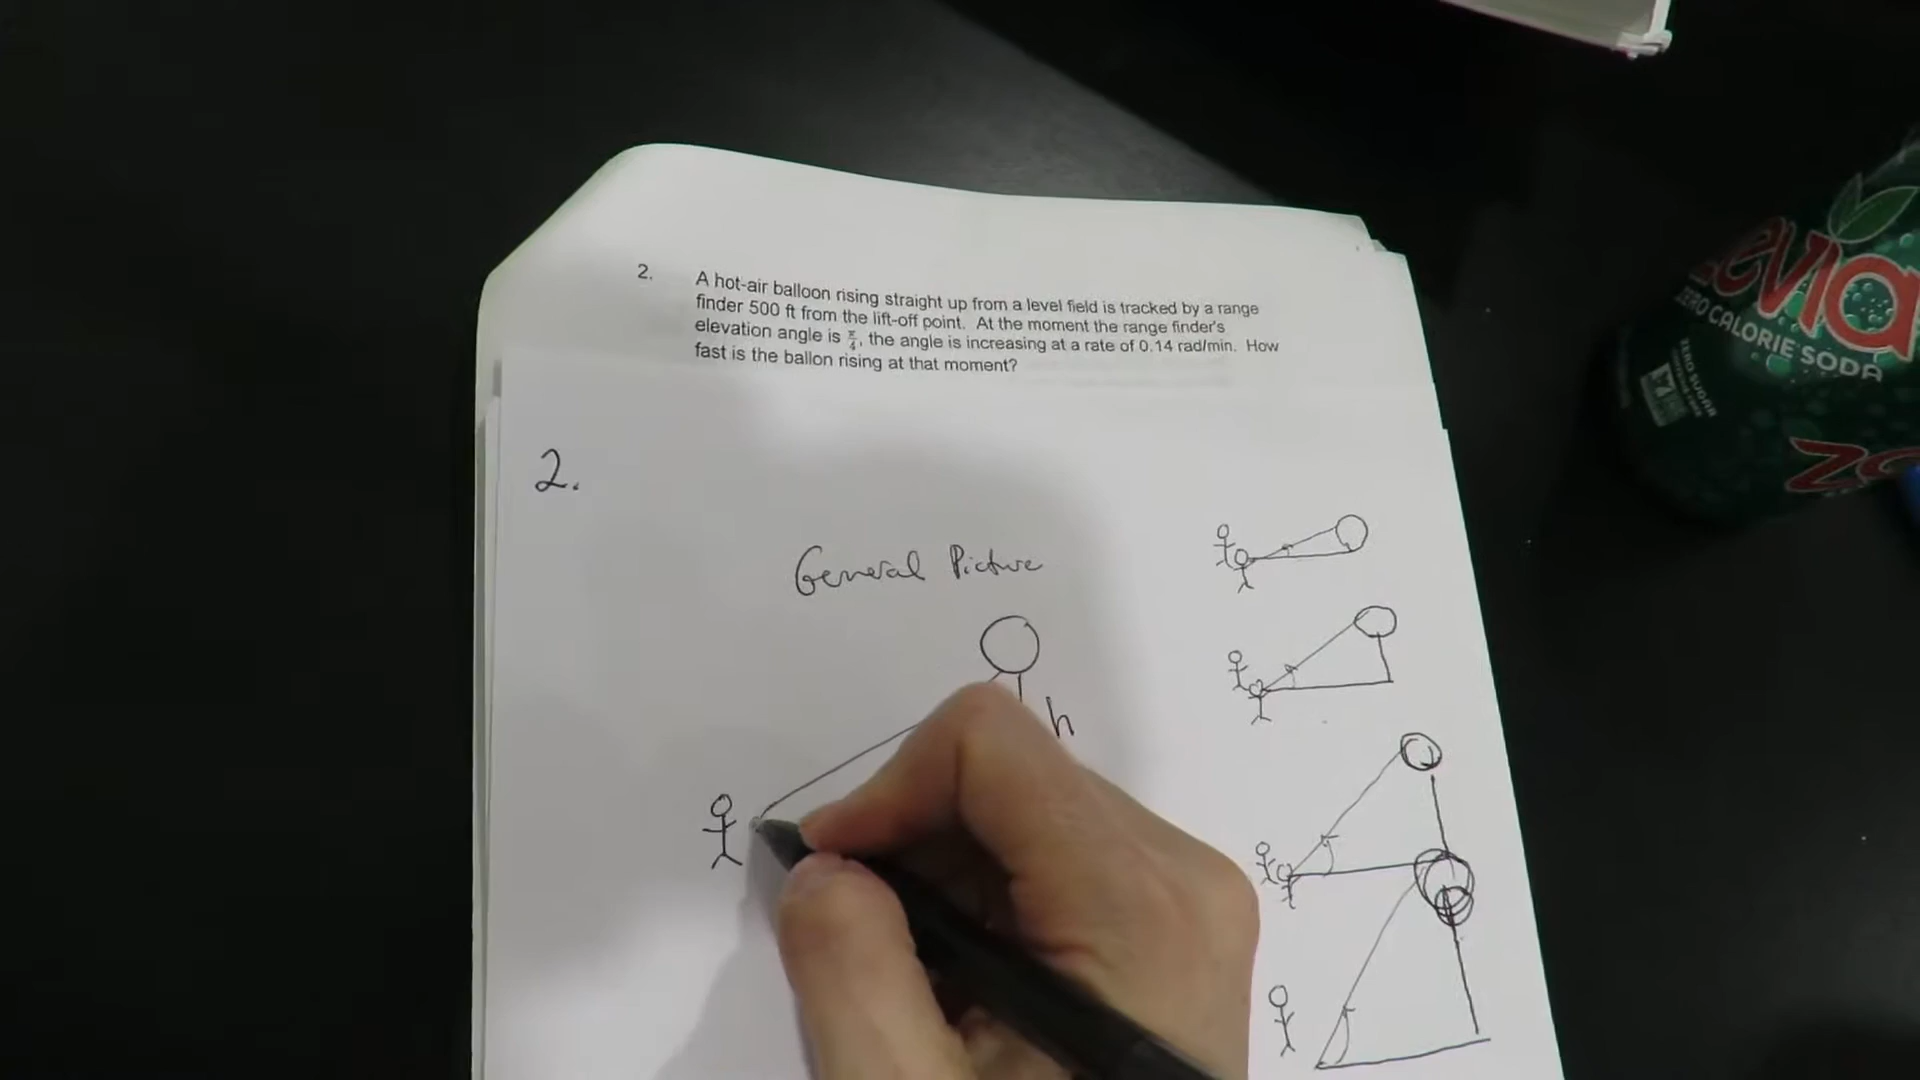 2. A hot-air balloon rising straight up from a level field is tracked by a range
finder 500 ft from the lift-off point. At the moment the range finder's
elevation angle is π/4, the angle is increasing at a rate of 0.14 rad/min. How
fast is the ballon rising at that moment?
2.
General Picture
h
evia
ZERO CALORIE SODA
ZERO SUGAR